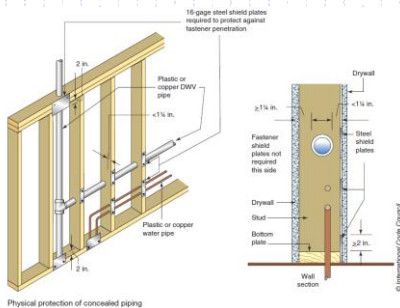 16-gage steel shield plates
required to protect against
fastener penetration
2 in.
Plastic or
copper DWV
pipe
<1¼ in.
Plastic or copper
water pipe
2 in.
Drywall
≥1¼ in.
<1¼ in.
Fastener
shield
plates not
required
this side
Steel
shield
plates
Drywall
Stud
Bottom
plate
≥2 in.
Wall
section
© International Code Council
Physical protection of concealed piping